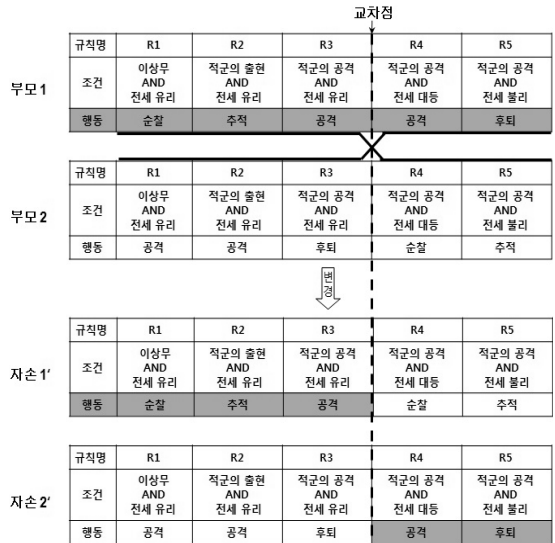 교차점
부모1
규칙명 R1 R2 R3 R4 R5
조건
이상무 적군의 출현 적군의 공격 적군의 공격 적군의 공격
AND AND AND AND AND
전세 유리 전세 유리 전세 유리 전세 대등 전세 불리
행동 순찰 추적 공격 공격 후퇴
부모2
규칙명 R1 R2 R3 R4 R5
조건
이상무 적군의 출현 적군의 공격 적군의 공격 적군의 공격
AND AND AND AND AND
전세 유리 전세 유리 전세 유리 전세 대등 전세 불리
행동 공격 공격 후퇴 순찰 추적
변경
자손1'
규칙명 R1 R2 R3 R4 R5
조건
이상무 적군의 출현 적군의 공격 적군의 공격 적군의 공격
AND AND AND AND AND
전세 유리 전세 유리 전세 유리 전세 대등 전세 불리
행동 순찰 추적 공격 순찰 추적
자손2'
규칙명 R1 R2 R3 R4 R5
조건
이상무 적군의 출현 적군의 공격 적군의 공격 적군의 공격
AND AND AND AND AND
전세 유리 전세 유리 전세 유리 전세 대등 전세 불리
행동 공격 공격 후퇴 공격 후퇴